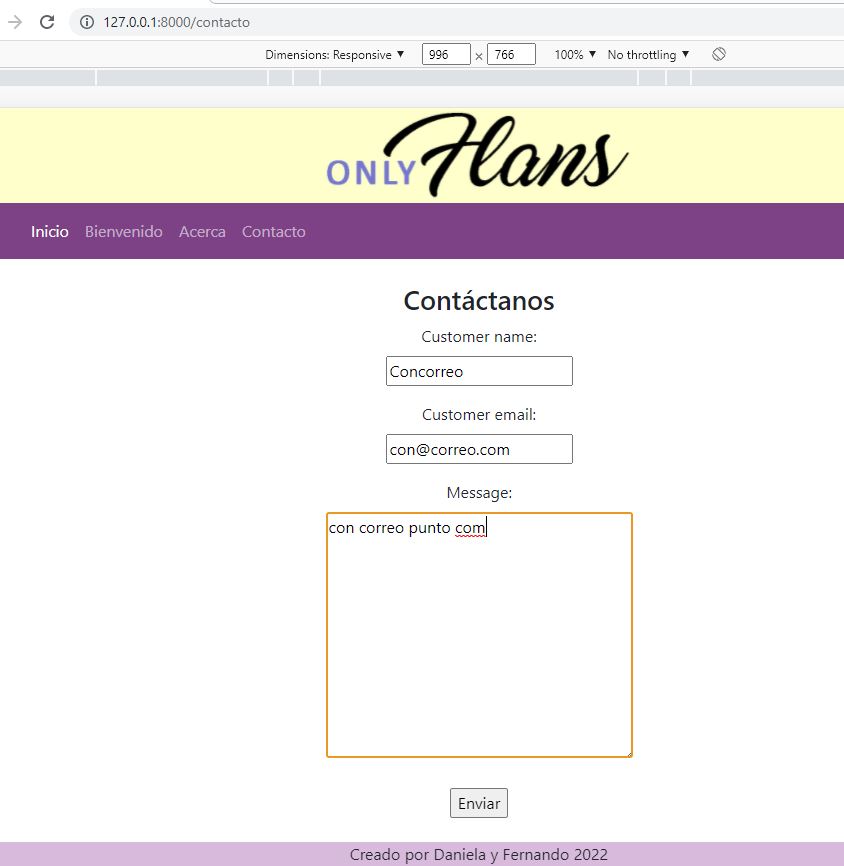 127.0.0.1:8000/contacto
Dimensions: Responsive ▼ 996 × 766 100% ▼ No throttling ▼
ONLY Flans
Inicio Bienvenido Acerca Contacto
Contáctanos
Customer name:
Concorreo
Customer email:
con@correo.com
Message:
con correo punto com
Enviar
Creado por Daniela y Fernando 2022